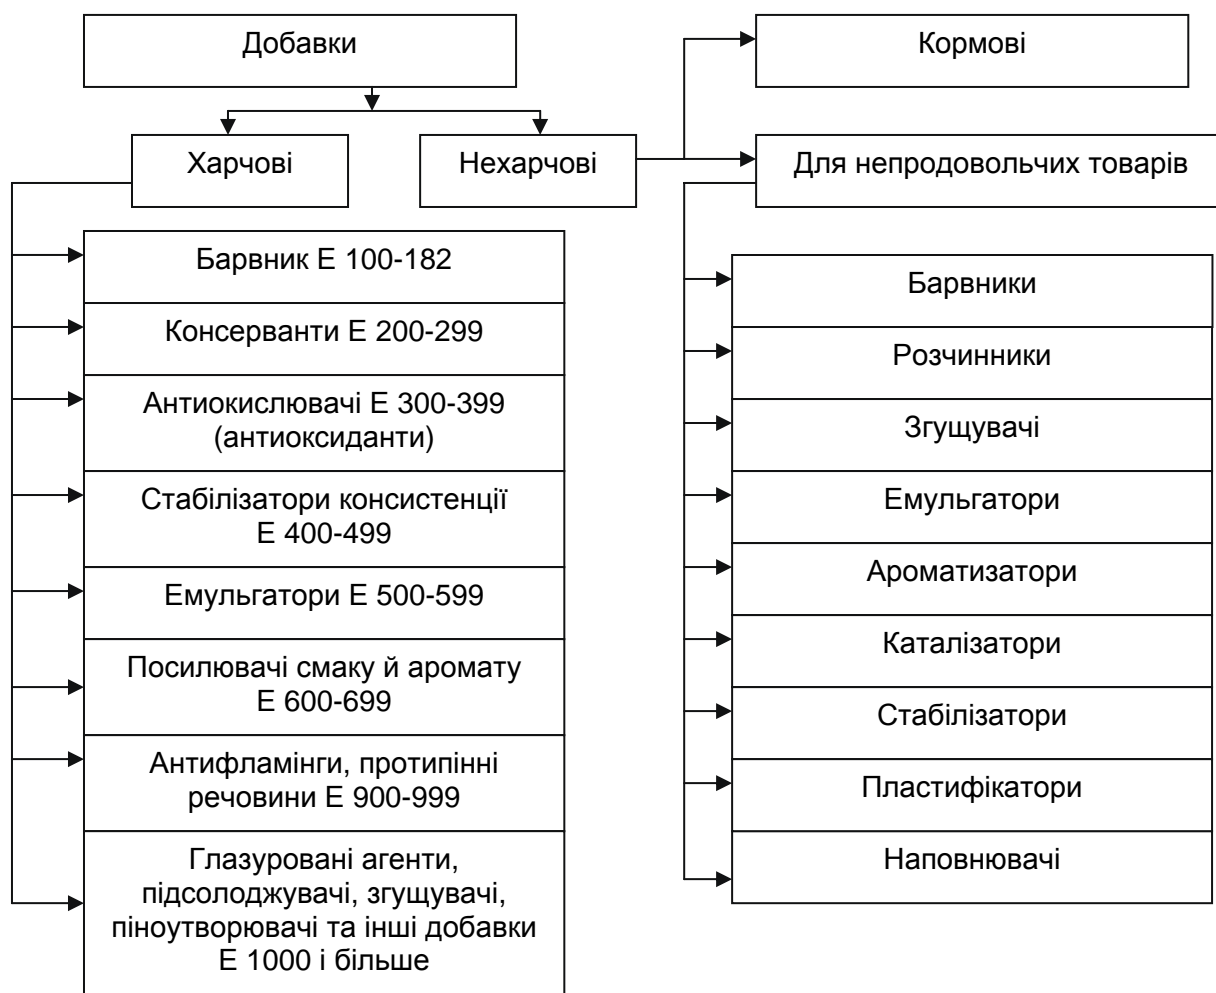 Добавки
Кормові
Харчові
Нехарчові
Для непродовольчих товарів
Барвник Е 100-182
Консерванти Е 200-299
Антиокислювачі Е 300-399
(антиоксиданти)
Стабілізатори консистенції
Е 400-499
Емульгатори Е 500-599
Посилювачі смаку й аромату
Е 600-699
Антифламінги, протипінні
речовини Е 900-999
Глазуровані агенти,
підсолоджувачі, згущувачі,
піноутворювачі та інші добавки
Е 1000 і більше
Барвники
Розчинники
Згущувачі
Емульгатори
Ароматизатори
Каталізатори
Стабілізатори
Пластифікатори
Наповнювачі